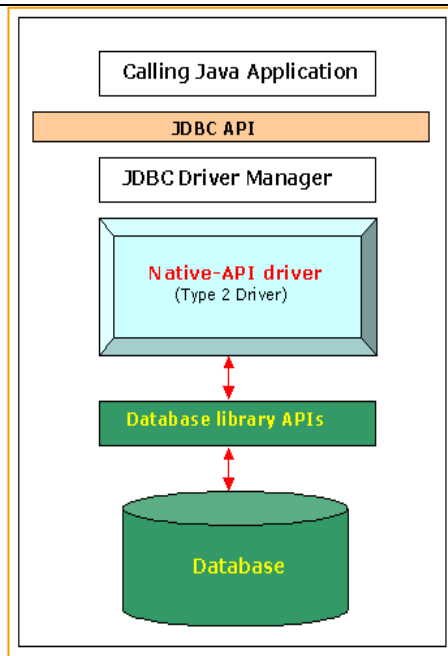 Calling Java Application
JDBC API
JDBC Driver Manager
Native-API driver
(Type 2 Driver)
Database library APIs
Database